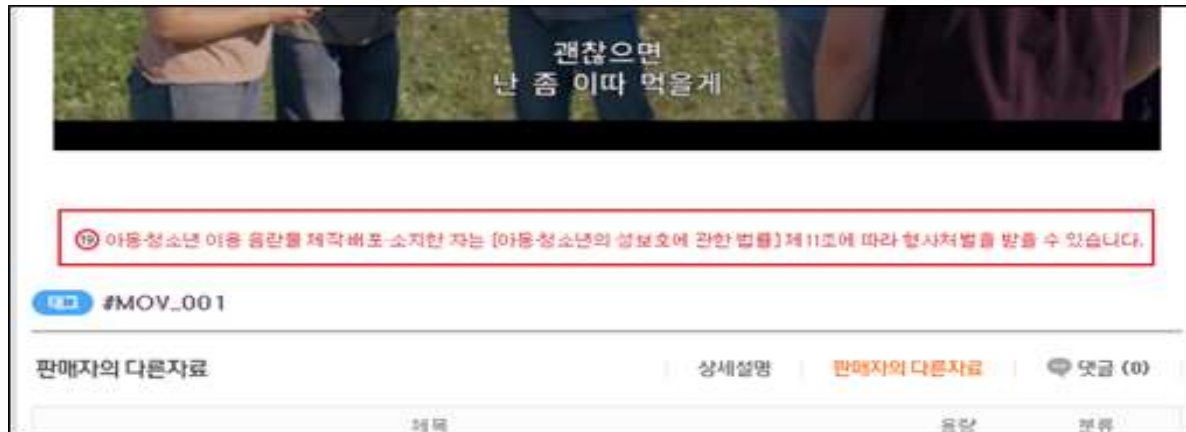 괜찮으면
난 좀 이따 먹을게
19 아동·청소년 이용 음란물 제작·배포·소지한 자는 [아동·청소년의 성보호에 관한 법률] 제11조에 따라 형사처벌을 받을 수 있습니다.
태그 #MOV_001
판매자의 다른자료 상세설명 판매자의 다른자료 댓글 (0)
제목 용량 분류